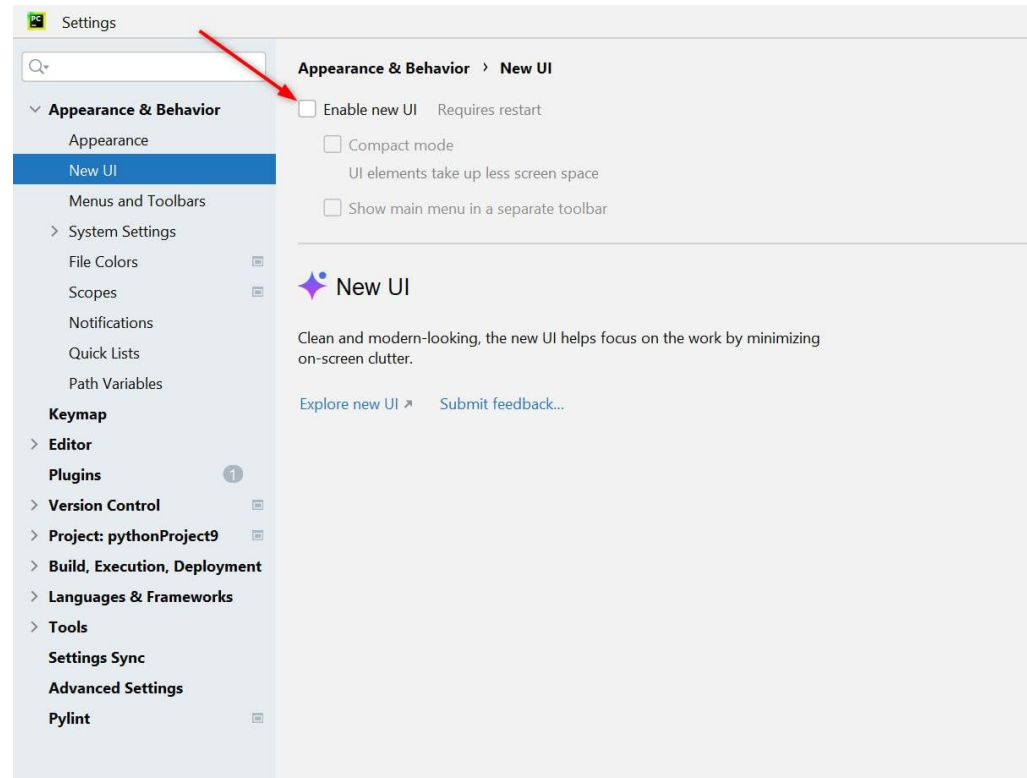 PC
Settings
Appearance & Behavior
Appearance
New UI
Menus and Toolbars
System Settings
File Colors
Scopes
Notifications
Quick Lists
Path Variables
Keymap
Editor
Plugins 1
Version Control
Project: pythonProject9
Build, Execution, Deployment
Languages & Frameworks
Tools
Settings Sync
Advanced Settings
Pylint
Appearance & Behavior › New UI
Enable new UI Requires restart
Compact mode
UI elements take up less screen space
Show main menu in a separate toolbar
New UI
Clean and modern-looking, the new UI helps focus on the work by minimizing
on-screen clutter.
Explore new UI Submit feedback...